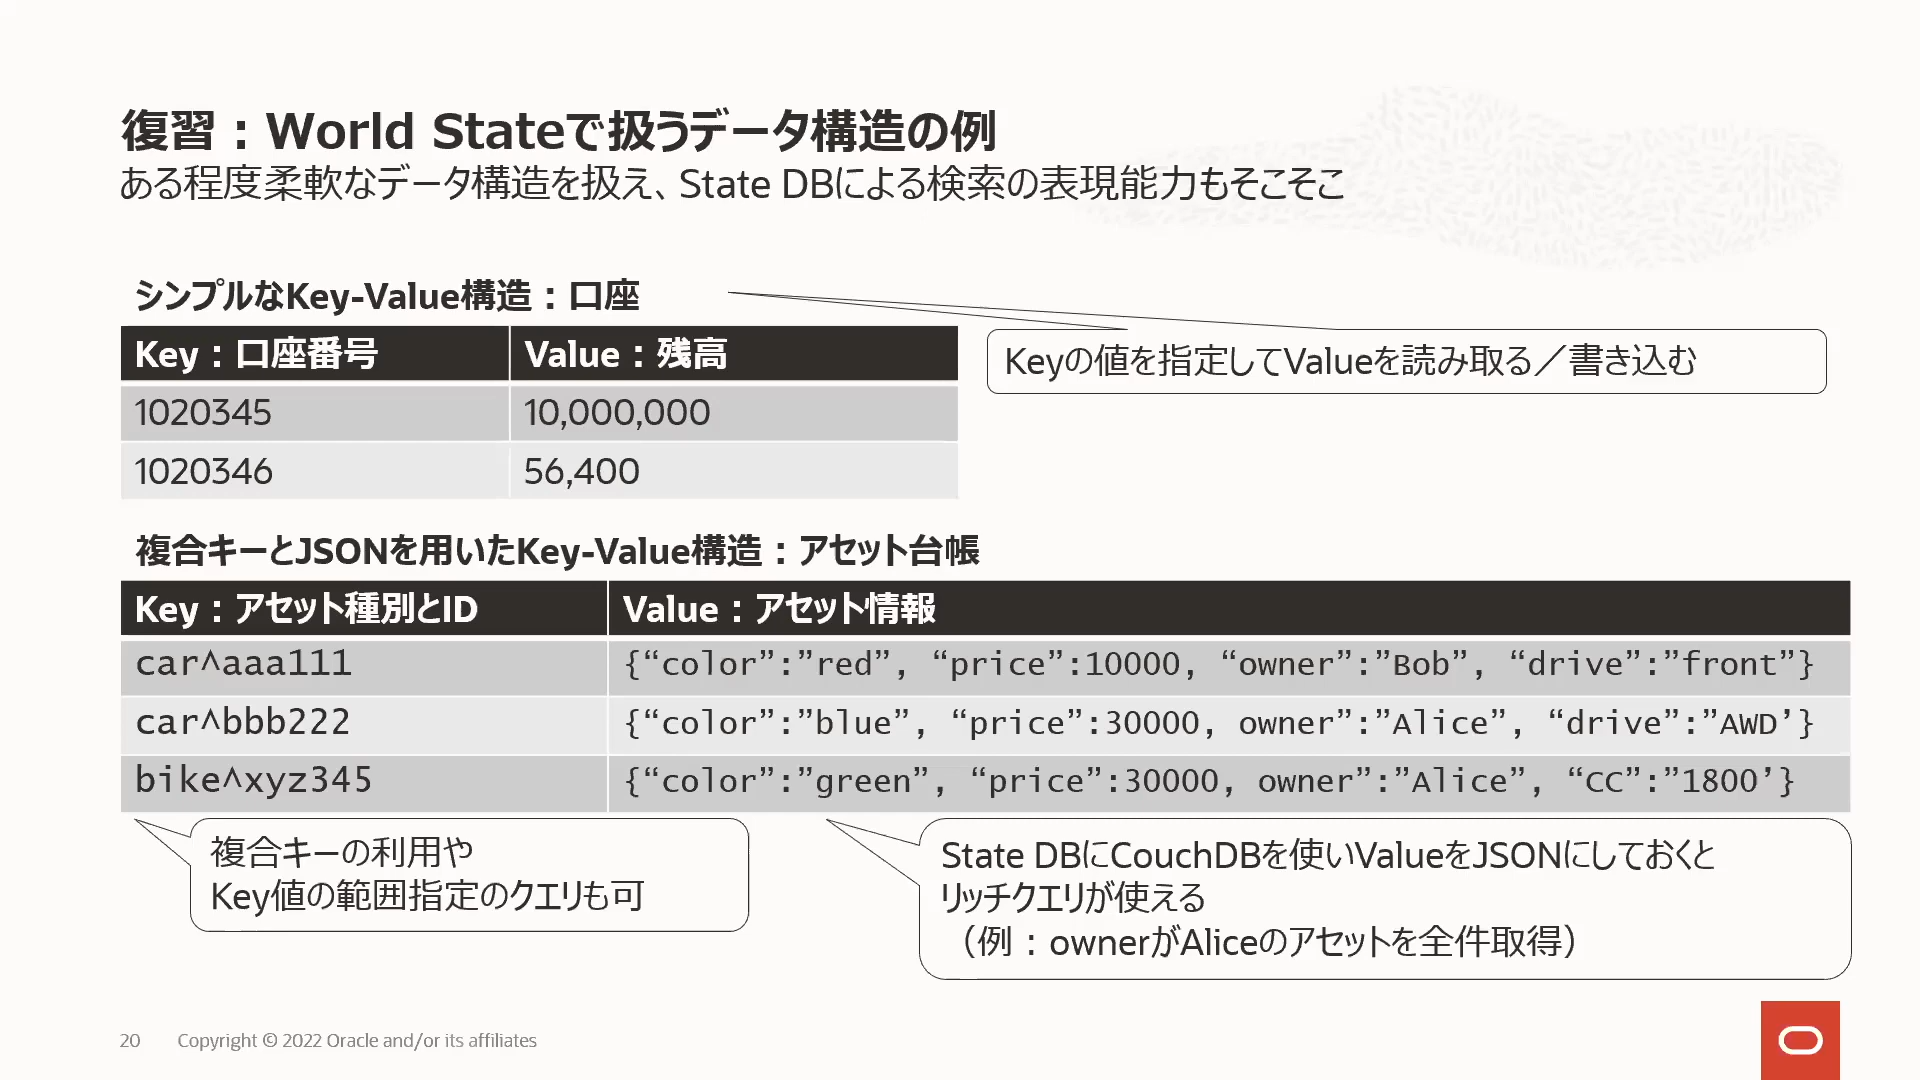 復習：World Stateで扱うデータ構造の例
ある程度柔軟なデータ構造を扱え、State DBによる検索の表現能力もそこそこ
シンプルなKey-Value構造：口座
Key：口座番号 Value：残高
1020345 10,000,000
1020346 56,400
Keyの値を指定してValueを読み取る／書き込む
複合キーとJSONを用いたKey-Value構造：アセット台帳
Key：アセット種別とID Value：アセット情報
car^aaa111 {“color”:”red”, “price”:10000, “owner”:”Bob”, “drive”:”front”}
car^bbb222 {“color”:”blue”, “price”:30000, owner”:”Alice”, “drive”:”AWD’}
bike^xyz345 {“color”:”green”, “price”:30000, owner”:”Alice”, “CC”:”1800’}
複合キーの利用や
Key値の範囲指定のクエリも可
State DBにCouchDBを使いValueをJSONにしておくと
リッチクエリが使える
（例：ownerがAliceのアセットを全件取得）
20 Copyright © 2022 Oracle and/or its affiliates